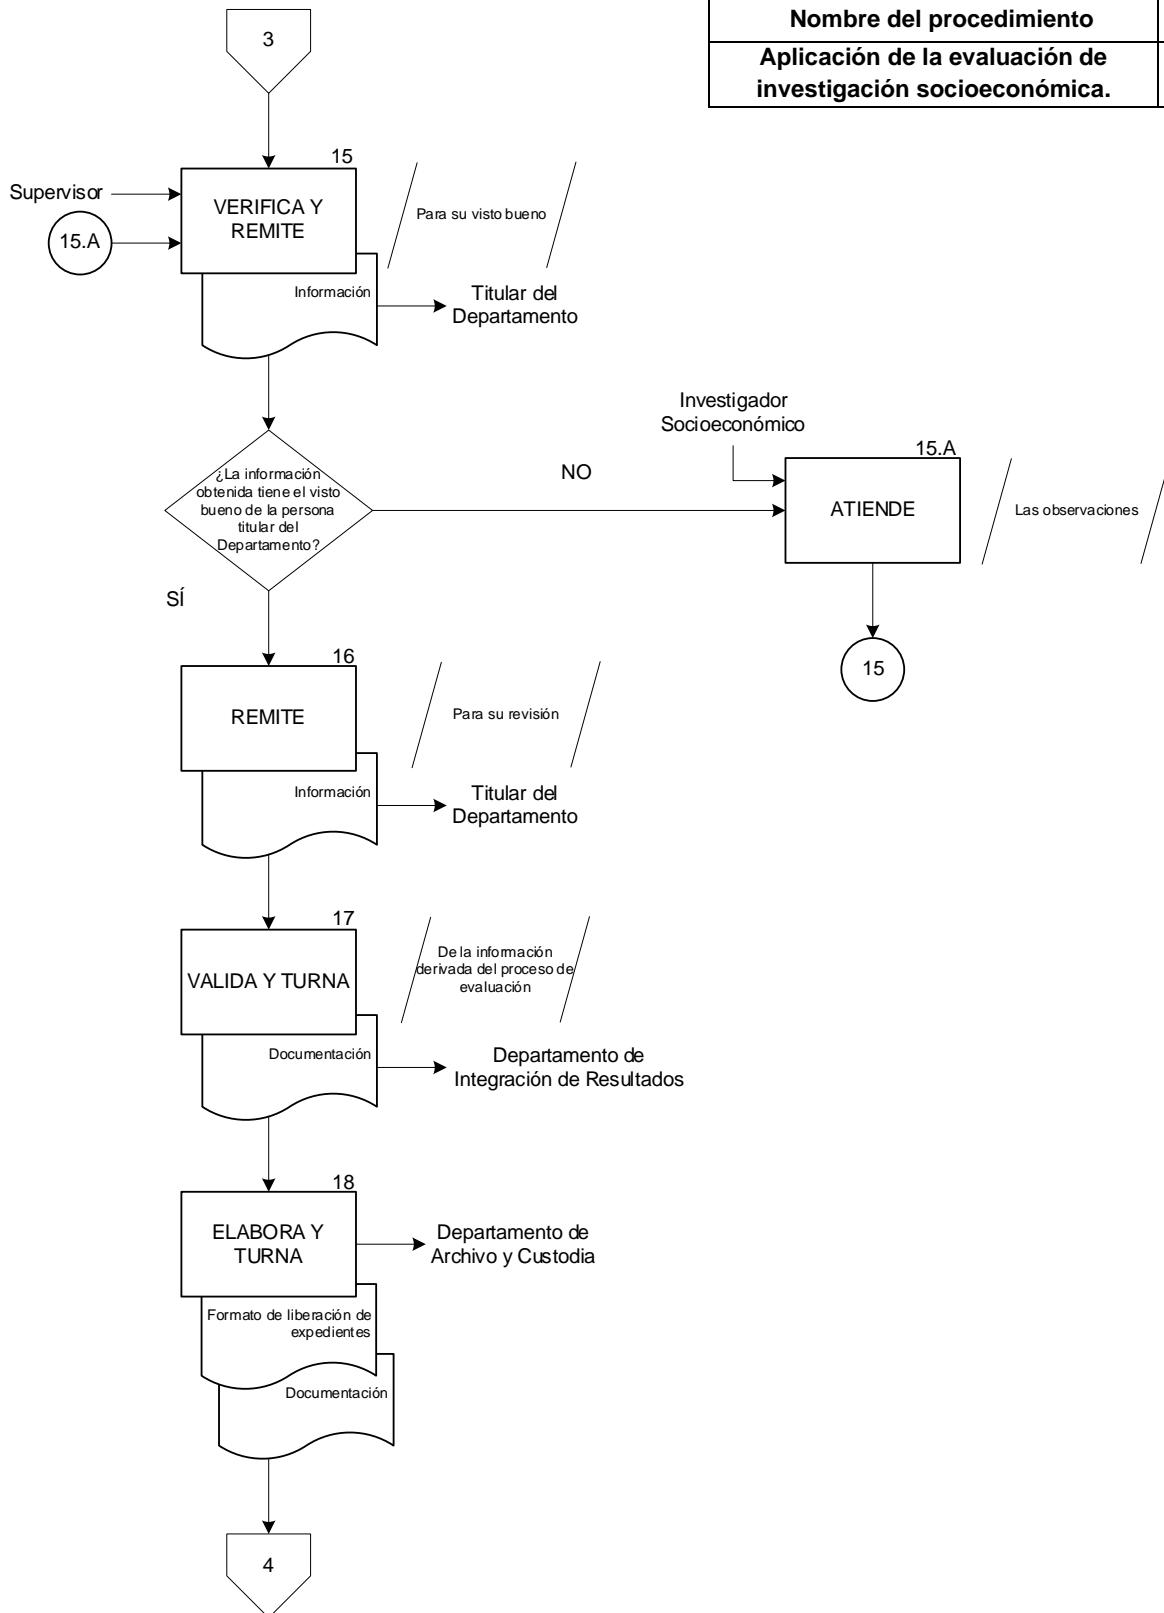 Nombre del procedimiento
Aplicación de la evaluación de
investigación socioeconómica.
3
15
Supervisor
15.A
VERIFICA Y
REMITE
Para su visto bueno
Información
Titular del
Departamento
¿La información
obtenida tiene el visto
bueno de la persona
titular del
Departamento?
NO
Investigador
Socioeconómico
15.A
ATIENDE
Las observaciones
15
SÍ
16
REMITE
Para su revisión
Información
Titular del
Departamento
17
VALIDA Y TURNA
De la información
derivada del proceso de
evaluación
Documentación
Departamento de
Integración de Resultados
18
ELABORA Y
TURNA
Departamento de
Archivo y Custodia
Formato de liberación de
expedientes
Documentación
4